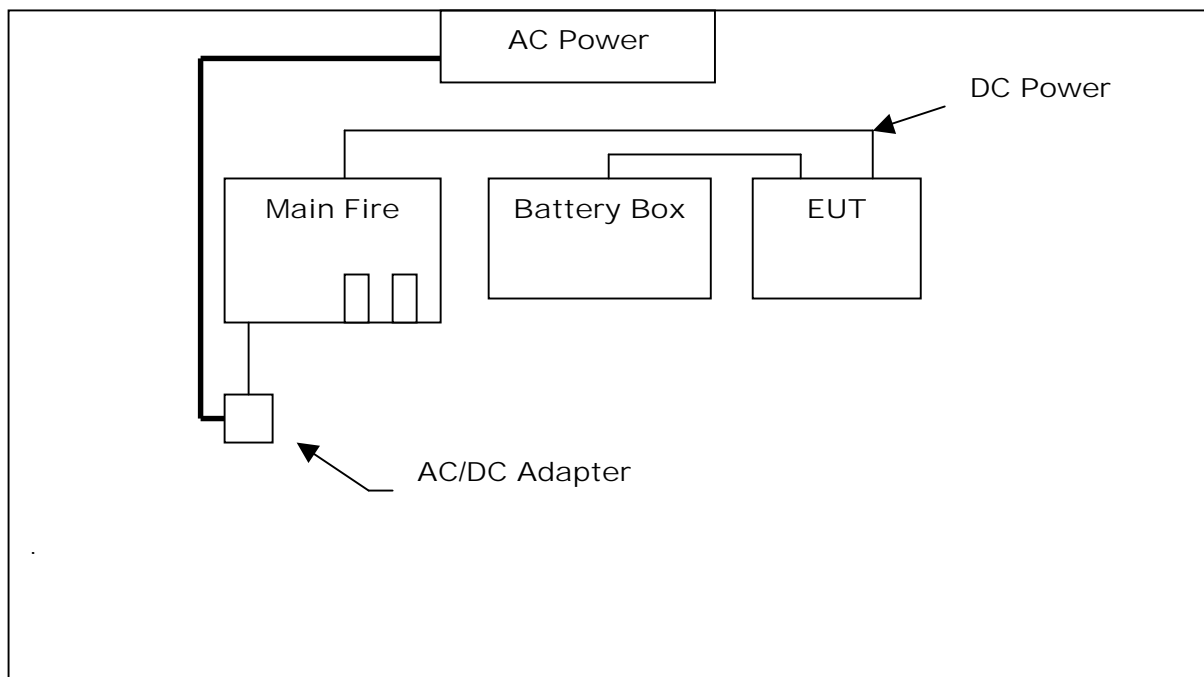 AC Power
DC Power
Main Fire
Battery Box
EUT
AC/DC Adapter
.